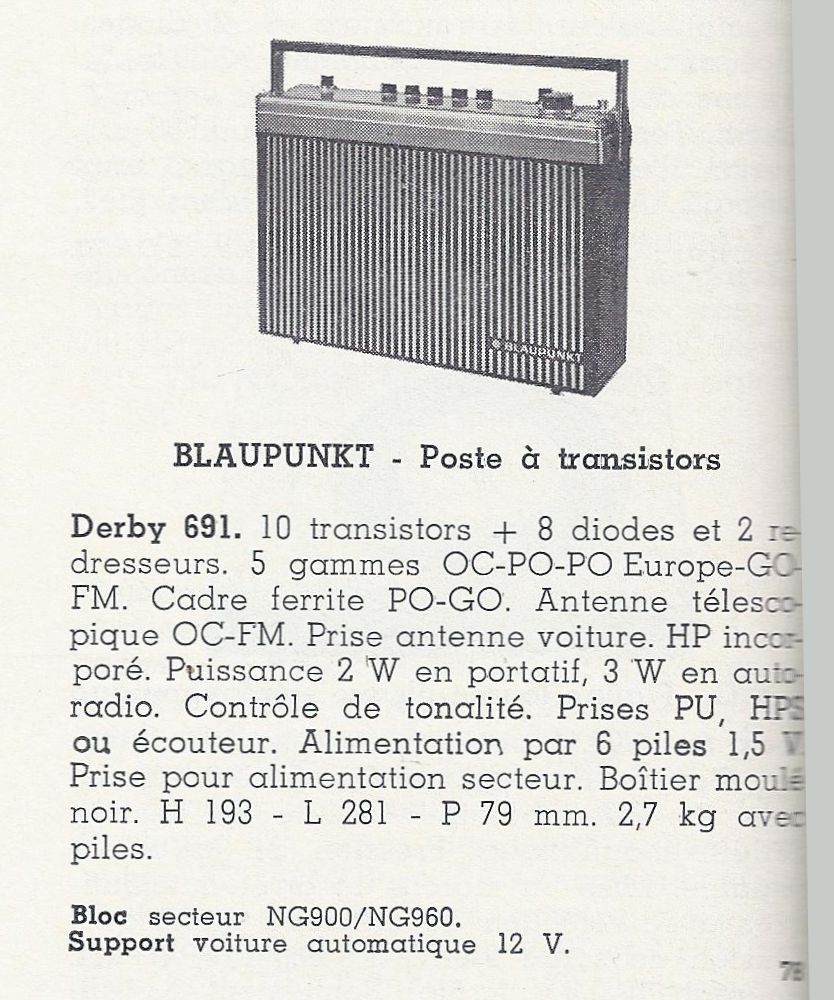 BLAUPUNKT
BLAUPUNKT - Poste à transistors
Derby 691. 10 transistors + 8 diodes et 2 re-
dresseurs. 5 gammes OC-PO-PO Europe-GO-
FM. Cadre ferrite PO-GO. Antenne télesco-
pique OC-FM. Prise antenne voiture. HP incor-
poré. Puissance 2 W en portatif, 3 W en auto-
radio. Contrôle de tonalité. Prises PU, HPS
ou écouteur. Alimentation par 6 piles 1,5 V.
Prise pour alimentation secteur. Boîtier moulé
noir. H 193 - L 281 - P 79 mm. 2,7 kg avec
piles.
Bloc secteur NG900/NG960.
Support voiture automatique 12 V.